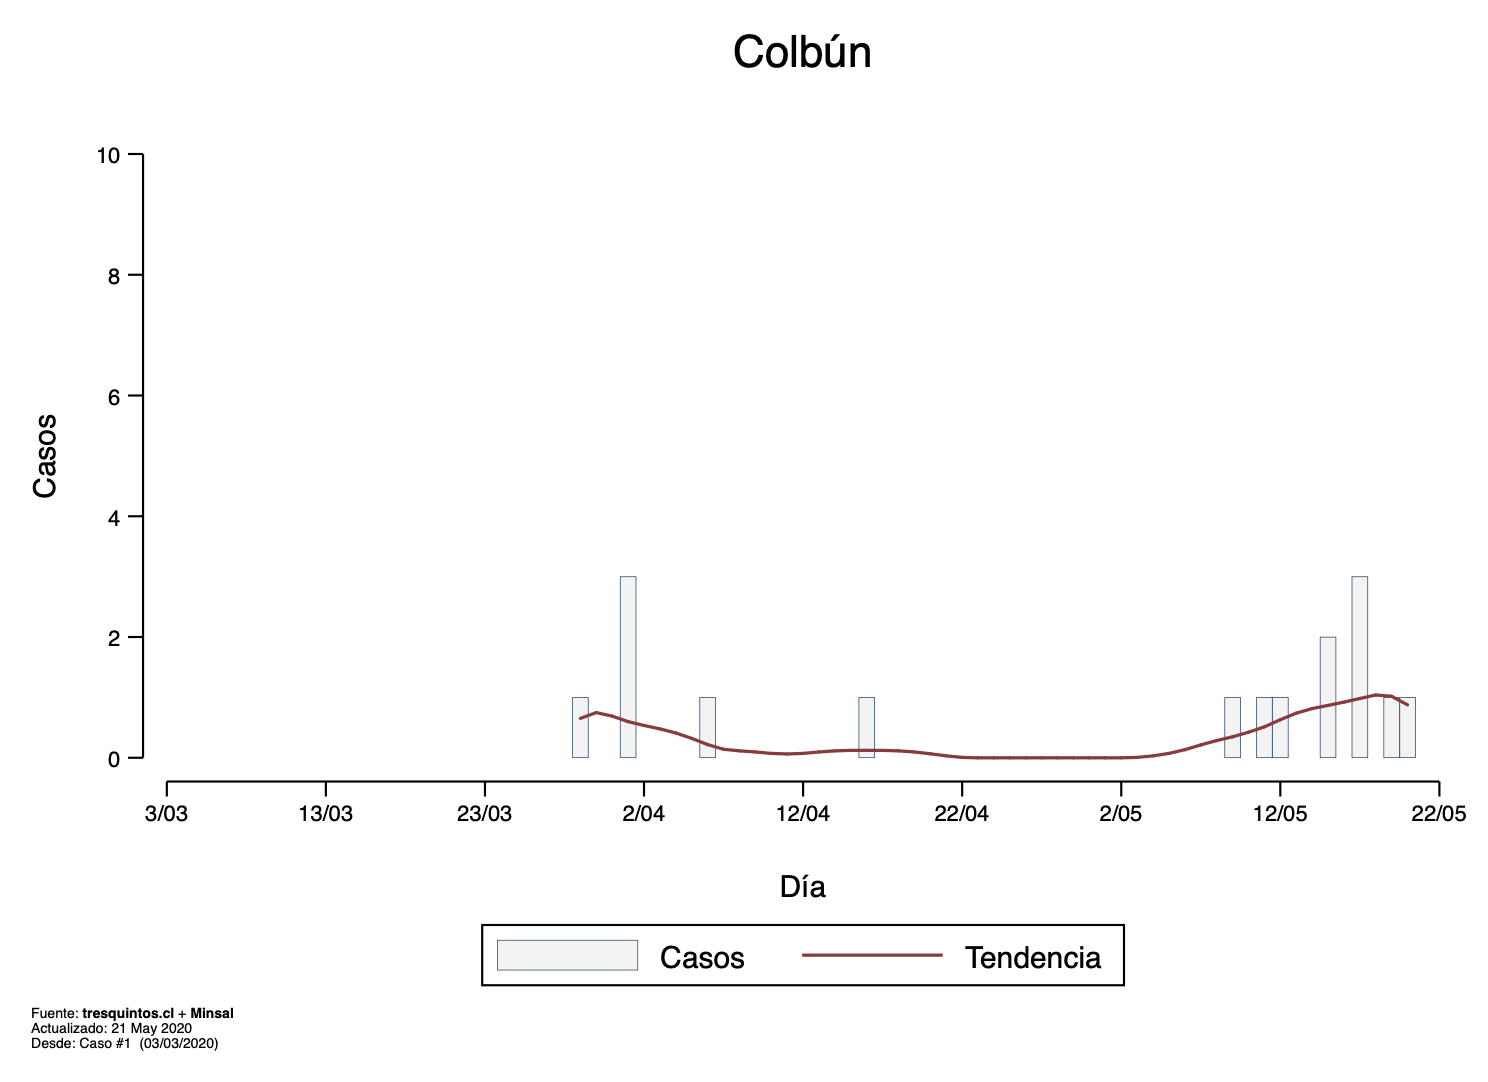 Colbún
10
8
6
4
2
0
Casos
3/03 13/03 23/03 2/04 12/04 22/04 2/05 12/05 22/05
Día
Casos Tendencia
Fuente: tresquintos.cl + Minsal
Actualizado: 21 May 2020
Desde: Caso #1 (03/03/2020)